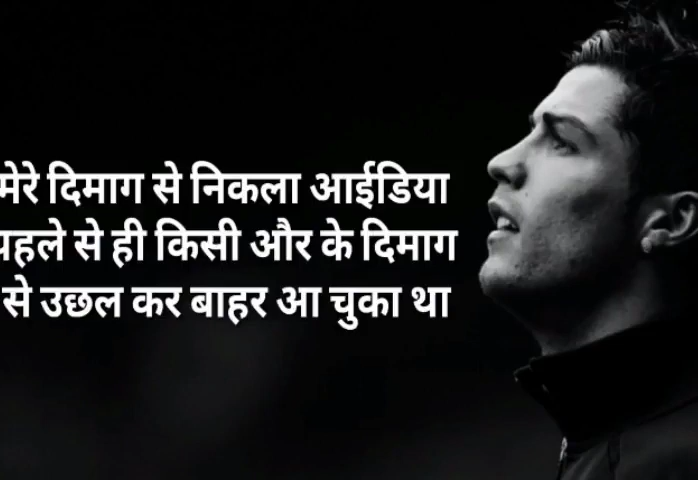 मेरे दिमाग से निकला आईडिया
पहले से ही किसी और के दिमाग
से उछल कर बाहर आ चुका था